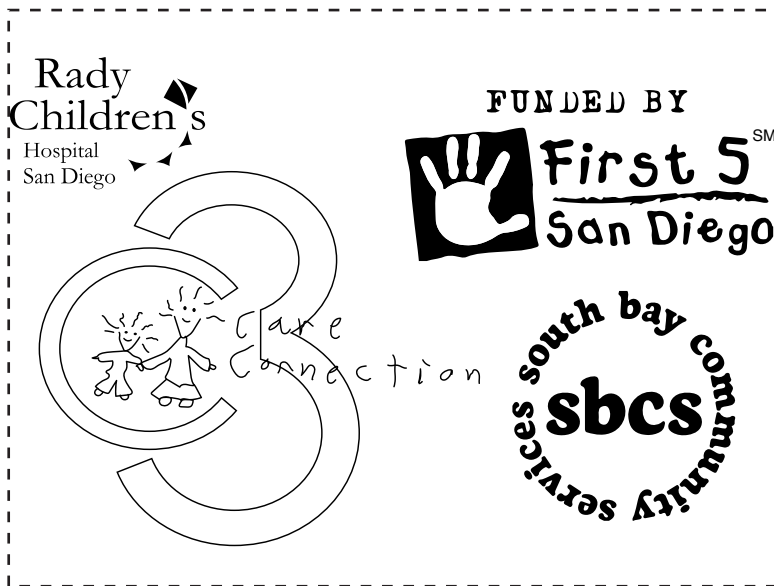 Rady
Children's
Hospital
San Diego
FUNDED BY
First 5 SM
San Diego
C3
Care
Connection
south bay community services
sbcs